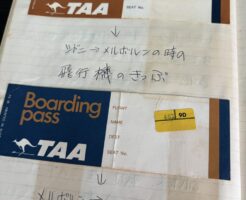 TAA
SEAT No.
↓
シドニー→メルボルンの時の
飛行機のきっぷ
Boarding
pass
FLIGHT
NAME
DEST
SEAT No.
90
TAA
↓
メルボルン→